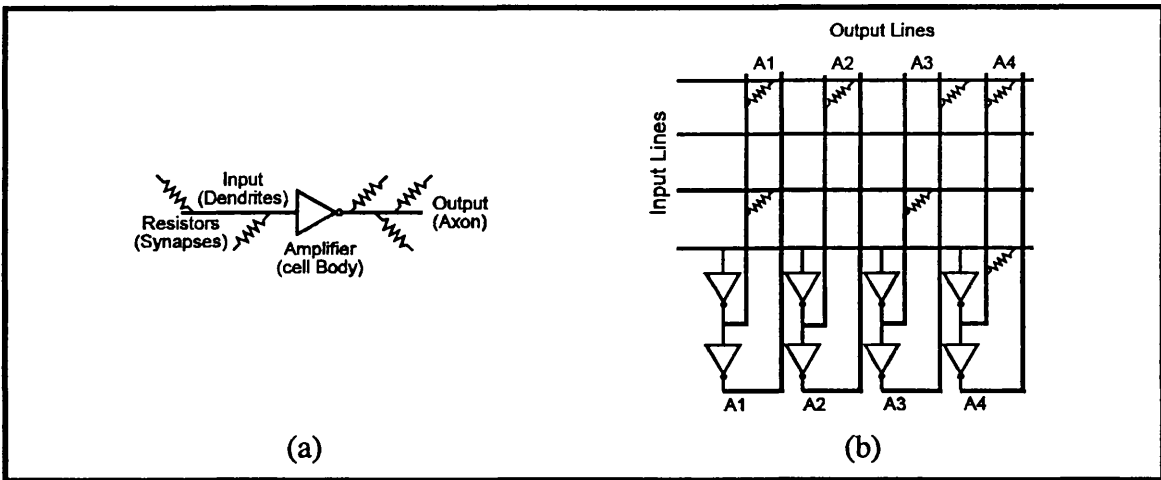 Input
(Dendrites)
Resistors
(Synapses)
Amplifier
(cell Body)
Output
(Axon)
(a)
Output Lines
A1 A2 A3 A4
Input Lines
A1 A2 A3 A4
(b)